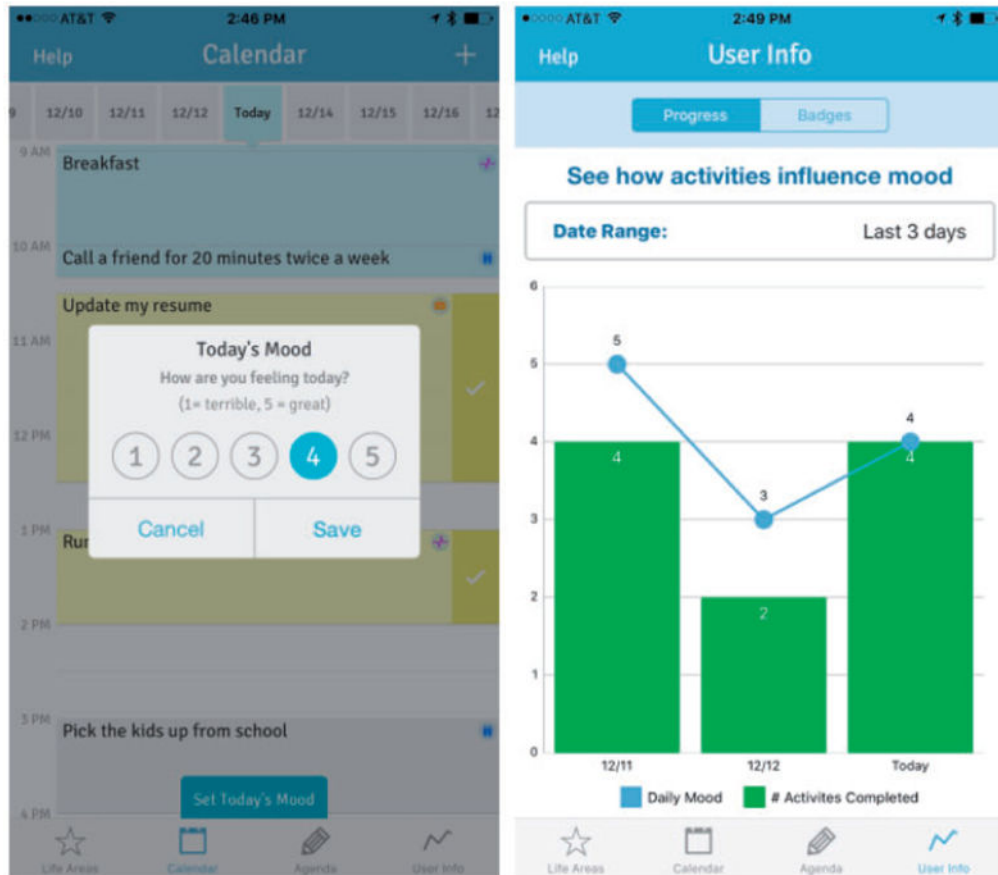 AT&T 2:46 PM
Help Calendar +
9 12/10 12/11 12/12 Today 12/14 12/15 12/16 12
9 AM
Breakfast
10 AM
Call a friend for 20 minutes twice a week
Update my resume
11 AM
Today's Mood
How are you feeling today?
(1= terrible, 5 = great)
12 PM
1 2 3 4 5
Cancel Save
1 PM
Rur
2 PM
3 PM
Pick the kids up from school
Set Today's Mood
4 PM
Life Areas Calendar Agenda User Info
AT&T 2:49 PM
Help User Info
Progress Badges
See how activities influence mood
Date Range: Last 3 days
6
5
5
4
4
4
4
3
3
2
2
1
0
12/11 12/12 Today
Daily Mood # Activites Completed
Life Areas Calendar Agenda User Info